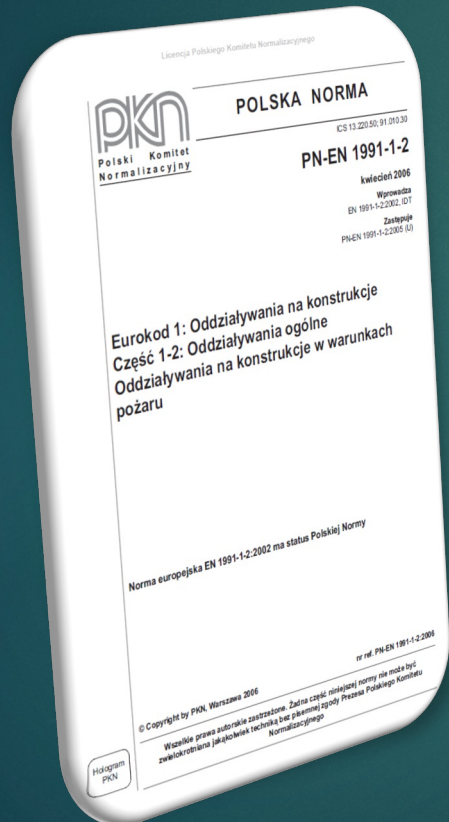 Licencja Polskiego Komitetu Normalizacyjnego
PKN
Polski Komitet
Normalizacyjny
POLSKA NORMA
ICS 13.220.50; 91.010.30
PN-EN 1991-1-2
kwiecień 2006
Wprowadza
EN 1991-1-2:2002, IDT
Zastępuje
PN-EN 1991-1-2:2005 (U)
Eurokod 1: Oddziaływania na konstrukcje
Część 1-2: Oddziaływania ogólne
Oddziaływania na konstrukcje w warunkach
pożaru
Norma europejska EN 1991-1-2:2002 ma status Polskiej Normy
nr ref. PN-EN 1991-1-2:2006
© Copyright by PKN, Warszawa 2006
Wszelkie prawa autorskie zastrzeżone. Żadna część niniejszej normy nie może być
zwielokrotniana jakąkolwiek techniką bez pisemnej zgody Prezesa Polskiego Komitetu
Normalizacyjnego
Hologram
PKN